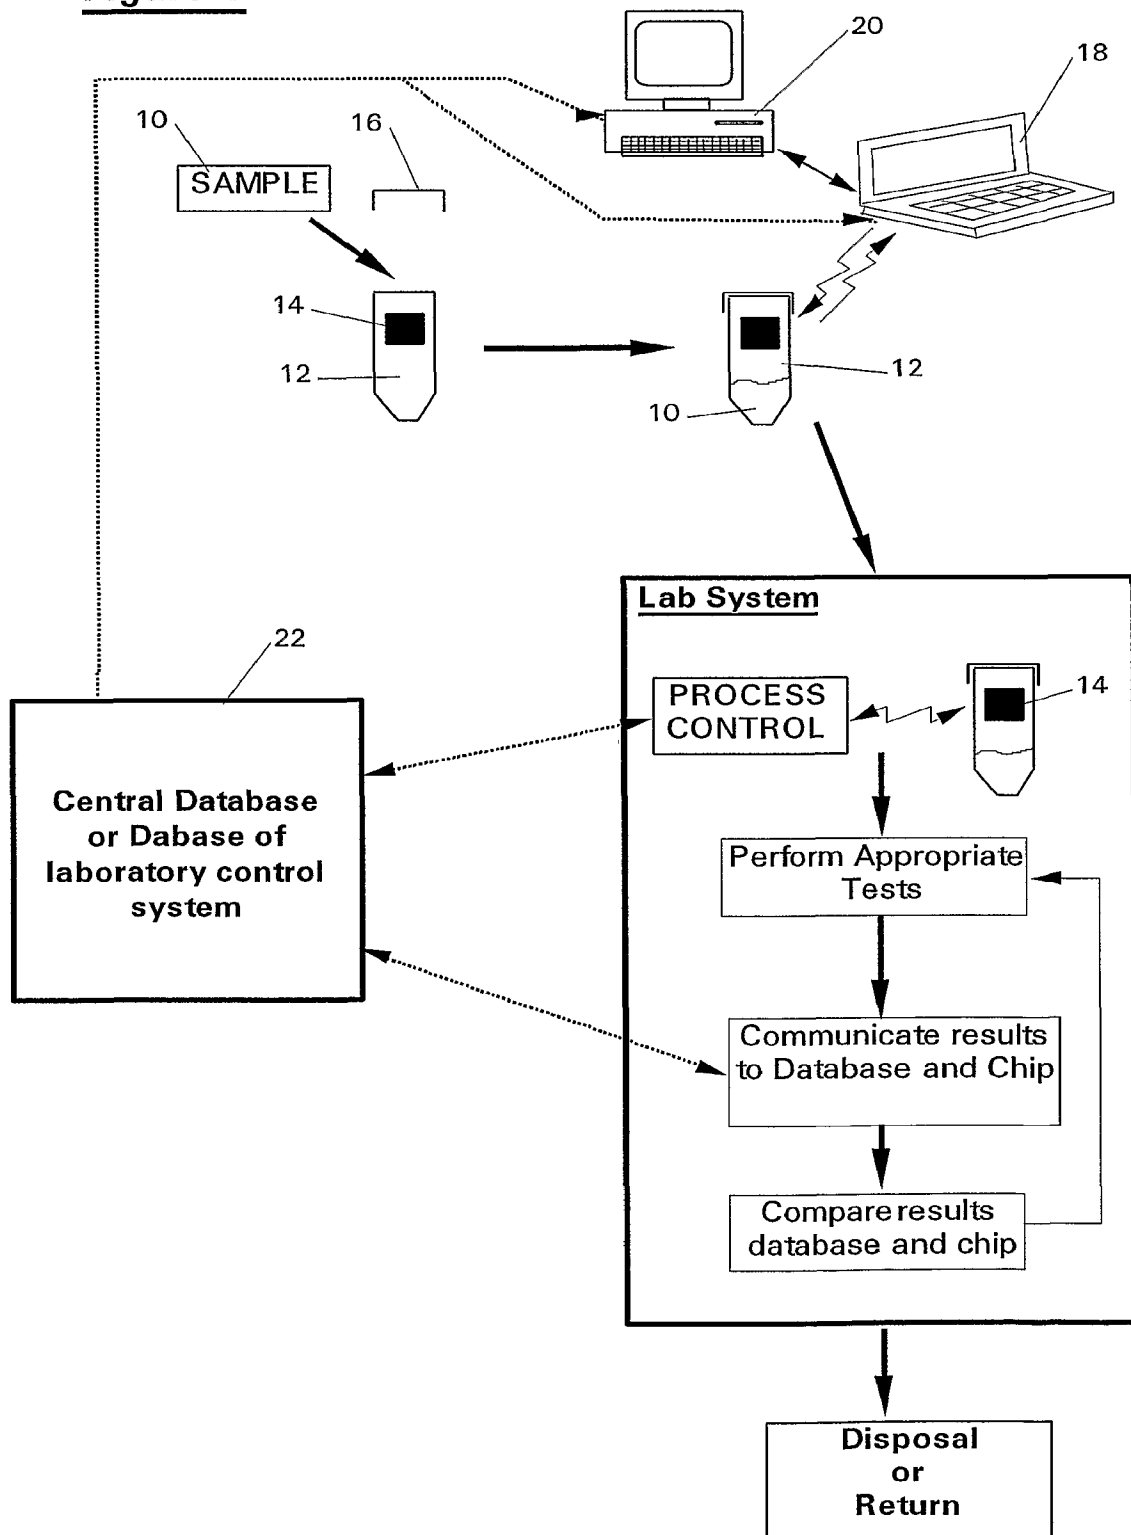 20
18
10
16
SAMPLE
14
12
12
10
Lab System
22
PROCESS
CONTROL
14
Central Database
or Dabase of
laboratory control
system
Perform Appropriate
Tests
Communicate results
to Database and Chip
Compare results
database and chip
Disposal
or
Return